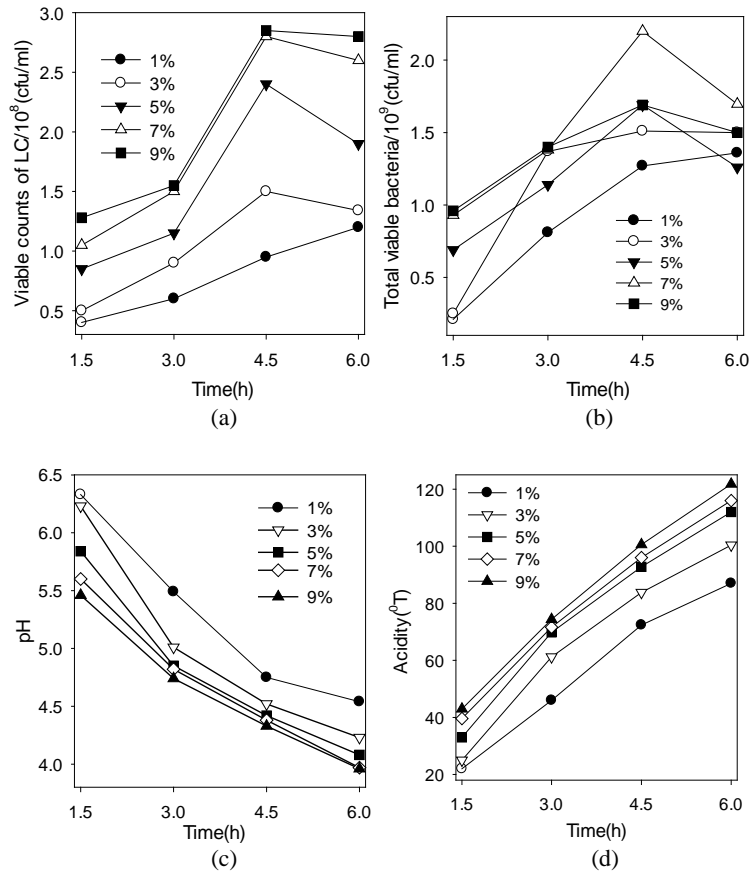 Viable counts of LC/10⁸(cfu/ml)
3.0
2.5
2.0
1.5
1.0
0.5
1%
3%
5%
7%
9%
1.5 3.0 4.5 6.0
Time(h)
(a)
Total viable bacteria/10⁹(cfu/ml)
2.0
1.5
1.0
0.5
1%
3%
5%
7%
9%
1.5 3.0 4.5 6.0
Time(h)
(b)
pH
6.5
6.0
5.5
5.0
4.5
4.0
1%
3%
5%
7%
9%
1.5 3.0 4.5 6.0
Time(h)
(c)
Acidity(⁰T)
120
100
80
60
40
20
1%
3%
5%
7%
9%
1.5 3.0 4.5 6.0
Time(h)
(d)